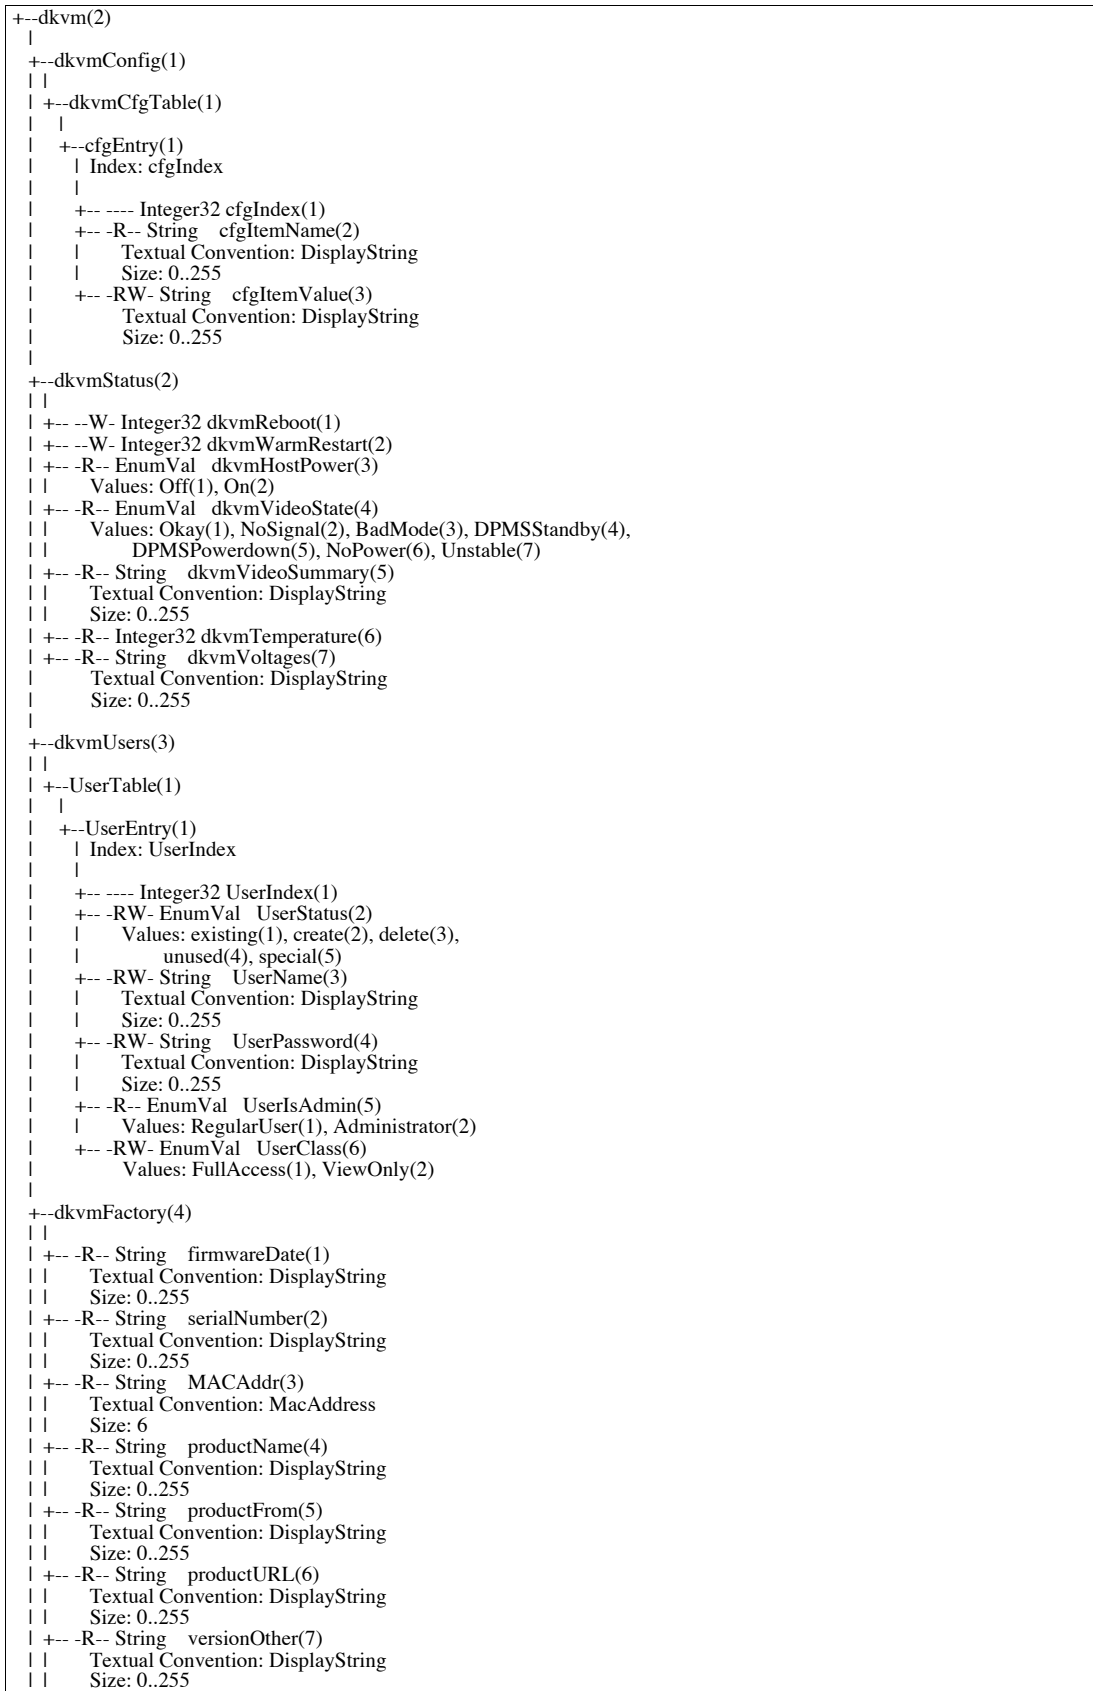 +--dkvm(2)
   |
   +--dkvmConfig(1)
   | |
   | +--dkvmCfgTable(1)
   |    |
   |    +--cfgEntry(1)
   |       | Index: cfgIndex
   |       |
   |       +-- ---- Integer32 cfgIndex(1)
   |       +-- -R-- String    cfgItemName(2)
   |       |        Textual Convention: DisplayString
   |       |        Size: 0..255
   |       +-- -RW- String    cfgItemValue(3)
   |                Textual Convention: DisplayString
   |                Size: 0..255
   |
   +--dkvmStatus(2)
   | |
   | +-- --W- Integer32 dkvmReboot(1)
   | +-- --W- Integer32 dkvmWarmRestart(2)
   | +-- -R-- EnumVal   dkvmHostPower(3)
   | |        Values: Off(1), On(2)
   | +-- -R-- EnumVal   dkvmVideoState(4)
   | |        Values: Okay(1), NoSignal(2), BadMode(3), DPMSStandby(4),
   | |                DPMSPowerdown(5), NoPower(6), Unstable(7)
   | +-- -R-- String    dkvmVideoSummary(5)
   | |        Textual Convention: DisplayString
   | |        Size: 0..255
   | +-- -R-- Integer32 dkvmTemperature(6)
   | +-- -R-- String    dkvmVoltages(7)
   |          Textual Convention: DisplayString
   |          Size: 0..255
   |
   +--dkvmUsers(3)
   | |
   | +--UserTable(1)
   |    |
   |    +--UserEntry(1)
   |       | Index: UserIndex
   |       |
   |       +-- ---- Integer32 UserIndex(1)
   |       +-- -RW- EnumVal   UserStatus(2)
   |       |        Values: existing(1), create(2), delete(3),
   |       |                unused(4), special(5)
   |       +-- -RW- String    UserName(3)
   |       |        Textual Convention: DisplayString
   |       |        Size: 0..255
   |       +-- -RW- String    UserPassword(4)
   |       |        Textual Convention: DisplayString
   |       |        Size: 0..255
   |       +-- -R-- EnumVal   UserIsAdmin(5)
   |       |        Values: RegularUser(1), Administrator(2)
   |       +-- -RW- EnumVal   UserClass(6)
   |                Values: FullAccess(1), ViewOnly(2)
   |
   +--dkvmFactory(4)
   | |
   | +-- -R-- String    firmwareDate(1)
   | |        Textual Convention: DisplayString
   | |        Size: 0..255
   | +-- -R-- String    serialNumber(2)
   | |        Textual Convention: DisplayString
   | |        Size: 0..255
   | +-- -R-- String    MACAddr(3)
   | |        Textual Convention: MacAddress
   | |        Size: 6
   | +-- -R-- String    productName(4)
   | |        Textual Convention: DisplayString
   | |        Size: 0..255
   | +-- -R-- String    productFrom(5)
   | |        Textual Convention: DisplayString
   | |        Size: 0..255
   | +-- -R-- String    productURL(6)
   | |        Textual Convention: DisplayString
   | |        Size: 0..255
   | +-- -R-- String    versionOther(7)
   | |        Textual Convention: DisplayString
   | |        Size: 0..255